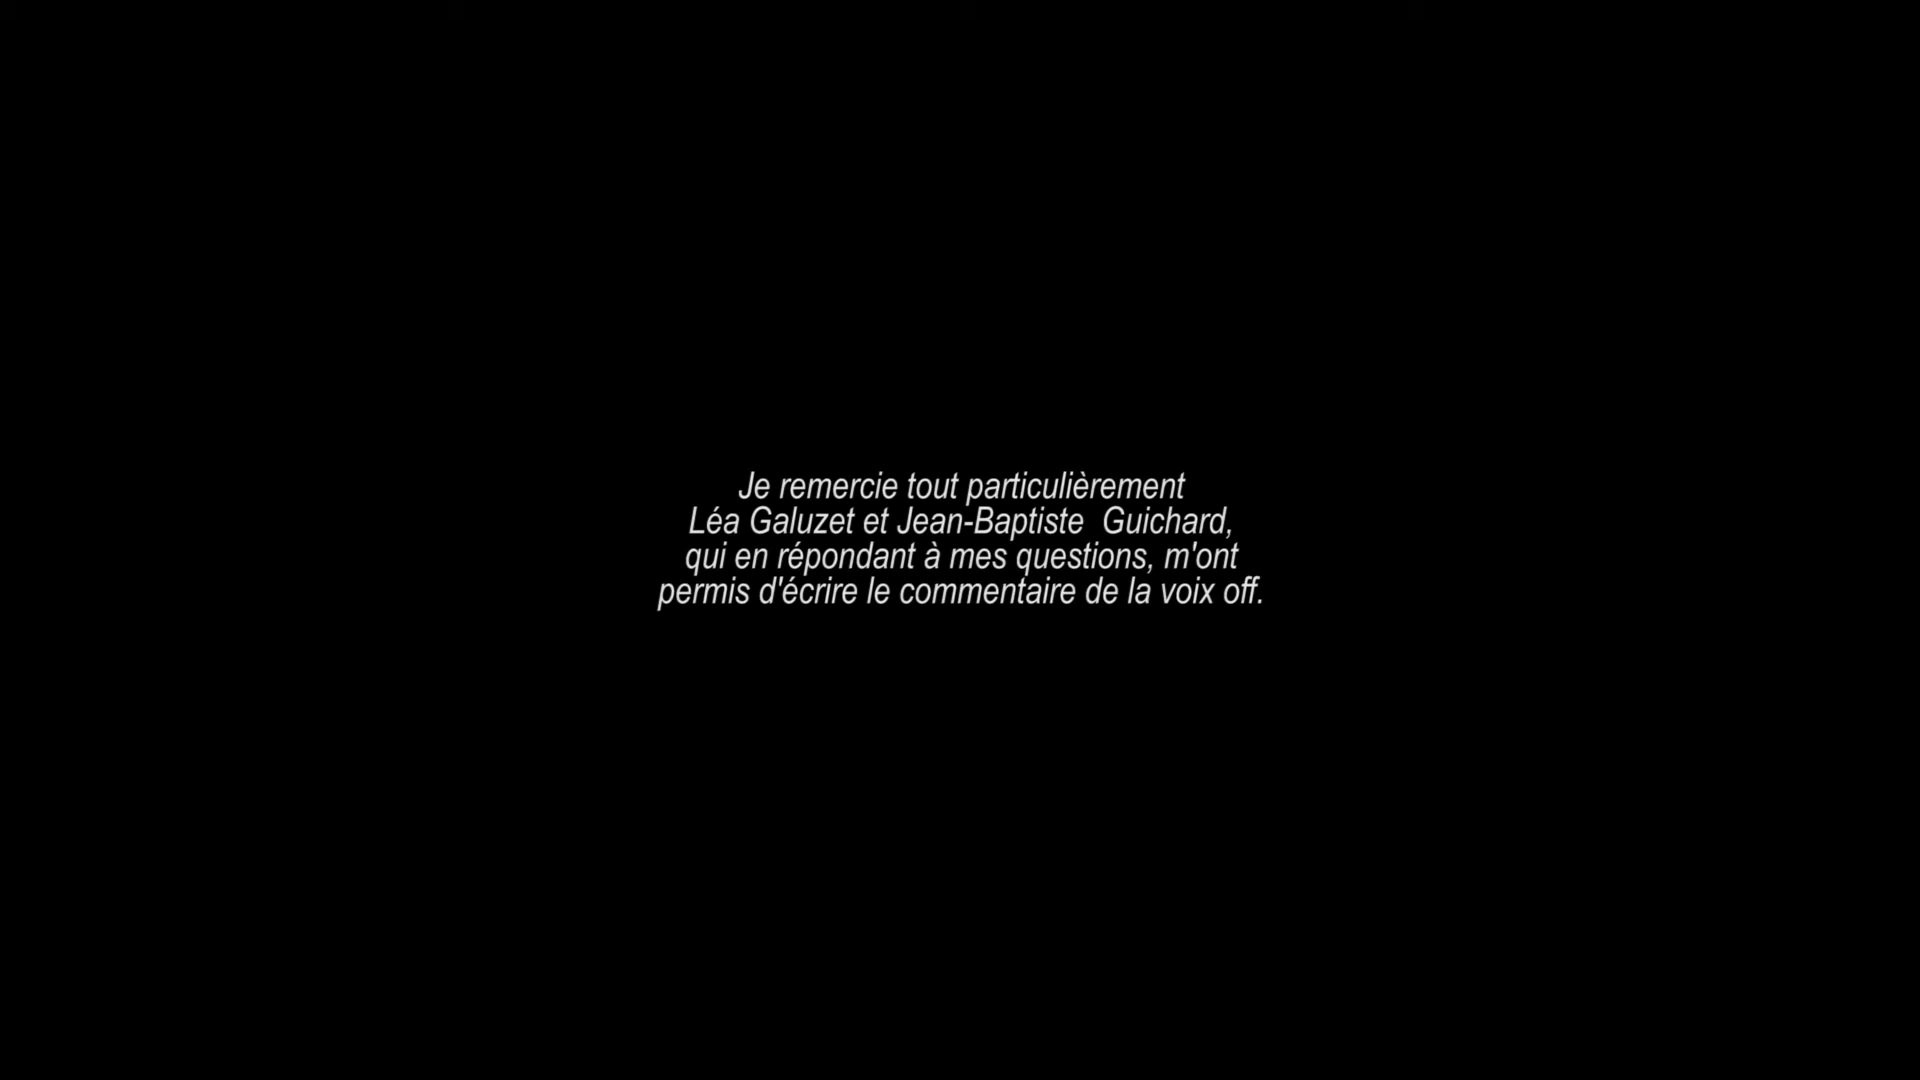 Je remercie tout particulièrement
Léa Galuzet et Jean-Baptiste  Guichard,
qui en répondant à mes questions, m'ont
permis d'écrire le commentaire de la voix off.